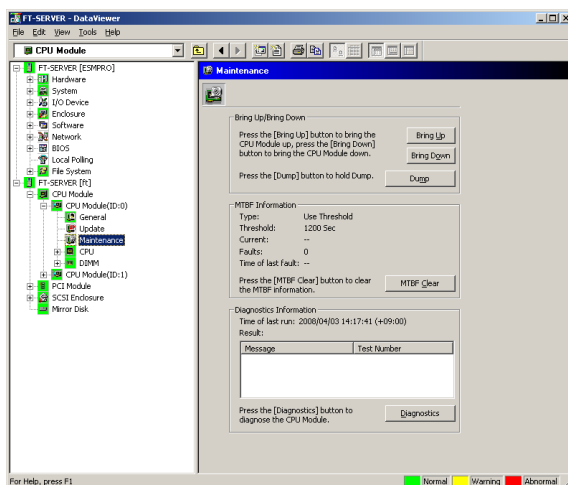 FT-SERVER - DataViewer
File Edit View Tools Help
CPU Module
FT-SERVER [ESMPRO]
Hardware
System
I/O Device
Enclosure
Software
Network
BIOS
Local Polling
File System
FT-SERVER [ft]
CPU Module
CPU Module(ID:0)
General
Update
Maintenance
CPU
DIMM
CPU Module(ID:1)
PCI Module
SCSI Enclosure
Mirror Disk
Maintenance
Bring Up/Bring Down
Press the [Bring Up] button to bring the
CPU Module up, press the [Bring Down]
button to bring the CPU Module down.
Bring Up
Bring Down
Press the [Dump] button to hold Dump.
Dump
MTBF Information
Type: Use Threshold
Threshold: 1200 Sec
Current: --
Faults: 0
Time of last fault: --
Press the [MTBF Clear] button to clear
the MTBF information.
MTBF Clear
Diagnostics Information
Time of last run: 2008/04/03 14:17:41 (+09:00)
Result:
Message Test Number
Press the [Diagnostics] button to
diagnose the CPU Module.
Diagnostics
For Help, press F1
Normal Warning Abnormal